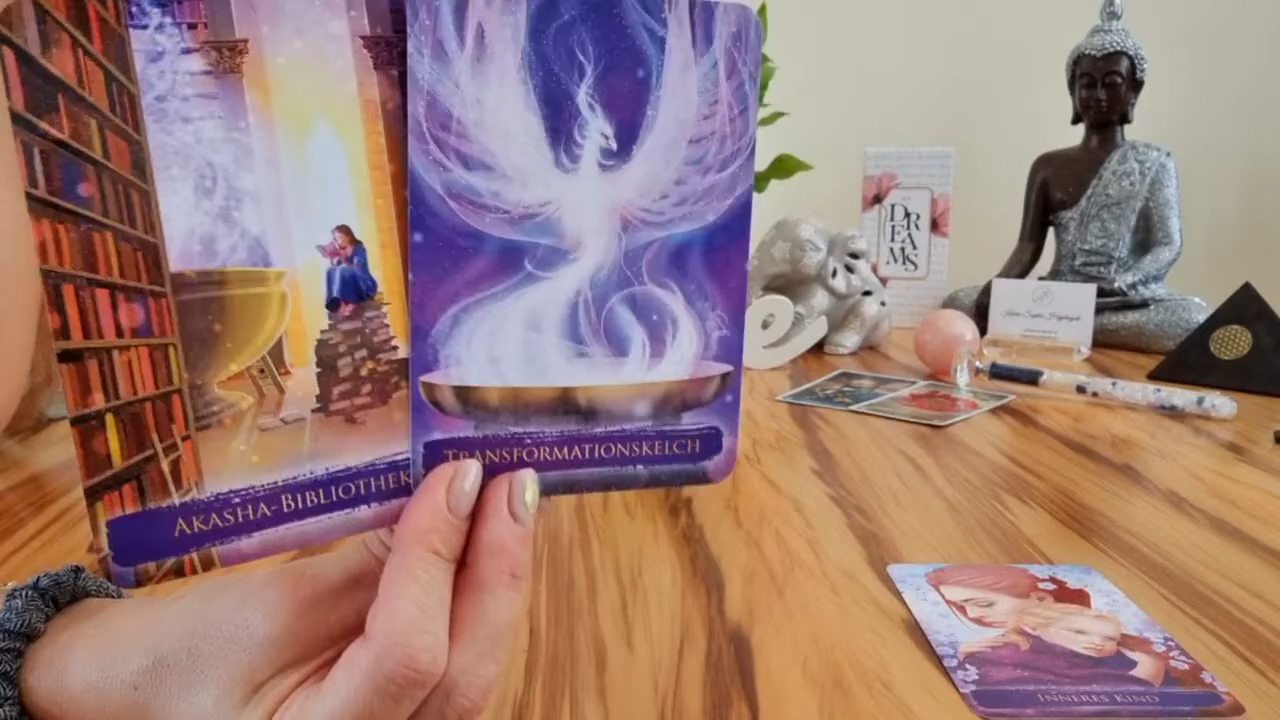 AKASHA-BIBLIOTHEK
TRANSFORMATIONSKELCH
DREAMS
INNERES KIND